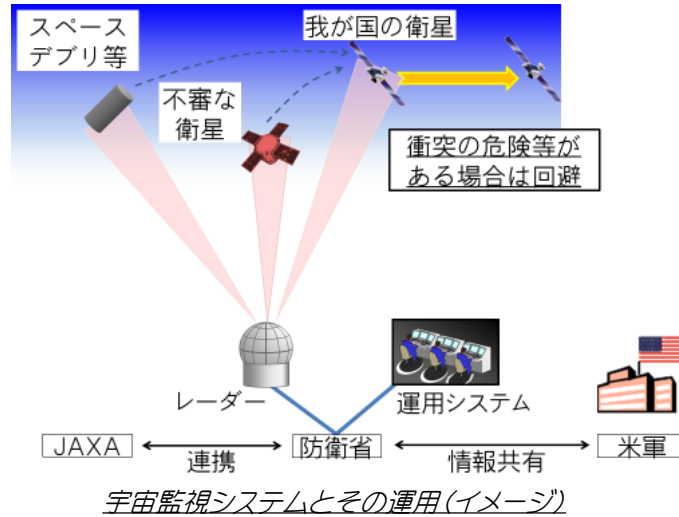 スペース
デブリ等
我が国の衛星
不審な
衛星
衝突の危険等が
ある場合は回避
レーダー
運用システム
JAXA
連携
防衛省
情報共有
米軍
宇宙監視システムとその運用(イメージ)